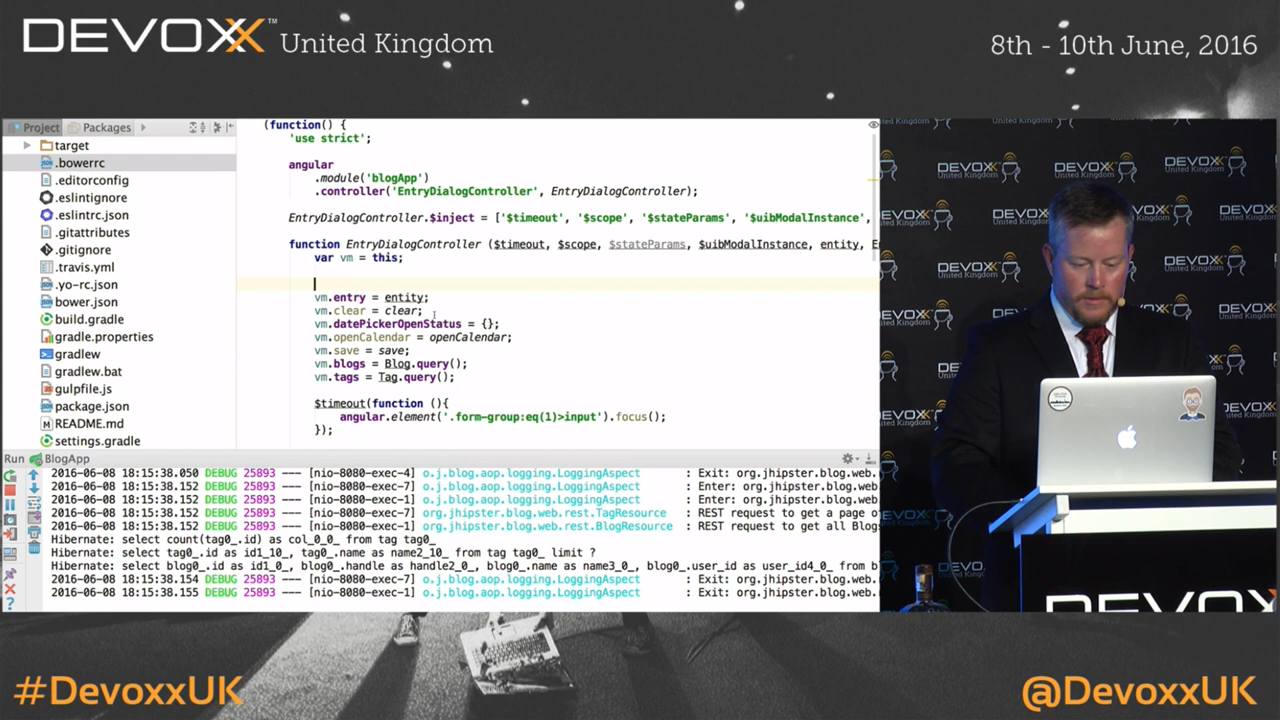 DEVOXX™ United Kingdom
8th - 10th June, 2016
Project Packages
target
.bowerrc
.editorconfig
.eslintignore
.eslintrc.json
.gitattributes
.gitignore
.travis.yml
.yo-rc.json
bower.json
build.gradle
gradle.properties
gradlew
gradlew.bat
gulpfile.js
package.json
README.md
settings.gradle
(function() {
'use strict';
angular
.module('blogApp')
.controller('EntryDialogController', EntryDialogController);
EntryDialogController.$inject = ['$timeout', '$scope', '$stateParams', '$uibModalInstance',
function EntryDialogController ($timeout, $scope, $stateParams, $uibModalInstance, entity, E
var vm = this;
vm.entry = entity;
vm.clear = clear;
vm.datePickerOpenStatus = {};
vm.openCalendar = openCalendar;
vm.save = save;
vm.blogs = Blog.query();
vm.tags = Tag.query();
$timeout(function (){
angular.element('.form-group:eq(1)>input').focus();
});
Run BlogApp
2016-06-08 18:15:38.050 DEBUG 25893 --- [nio-8080-exec-4] o.j.blog.aop.logging.LoggingAspect : Exit: org.jhipster.blog.web.
2016-06-08 18:15:38.152 DEBUG 25893 --- [nio-8080-exec-7] o.j.blog.aop.logging.LoggingAspect : Enter: org.jhipster.blog.web
2016-06-08 18:15:38.152 DEBUG 25893 --- [nio-8080-exec-1] o.j.blog.aop.logging.LoggingAspect : Enter: org.jhipster.blog.web
2016-06-08 18:15:38.152 DEBUG 25893 --- [nio-8080-exec-7] org.jhipster.blog.web.rest.TagResource : REST request to get a page o
2016-06-08 18:15:38.152 DEBUG 25893 --- [nio-8080-exec-1] org.jhipster.blog.web.rest.BlogResource : REST request to get all Blogs
Hibernate: select count(tag0_.id) as col_0_0_ from tag tag0_
Hibernate: select tag0_.id as id1_10_, tag0_.name as name2_10_ from tag tag0_ limit ?
Hibernate: select blog0_.id as id1_0_, blog0_.handle as handle2_0_, blog0_.name as name3_0_, blog0_.user_id as user_id4_0_ from bl
2016-06-08 18:15:38.154 DEBUG 25893 --- [nio-8080-exec-7] o.j.blog.aop.logging.LoggingAspect : Exit: org.jhipster.blog.web.
2016-06-08 18:15:38.155 DEBUG 25893 --- [nio-8080-exec-1] o.j.blog.aop.logging.LoggingAspect : Exit: org.jhipster.blog.web.
DEVOXX
United Kingdom
DEVOXX
#DevoxxUK
@DevoxxUK